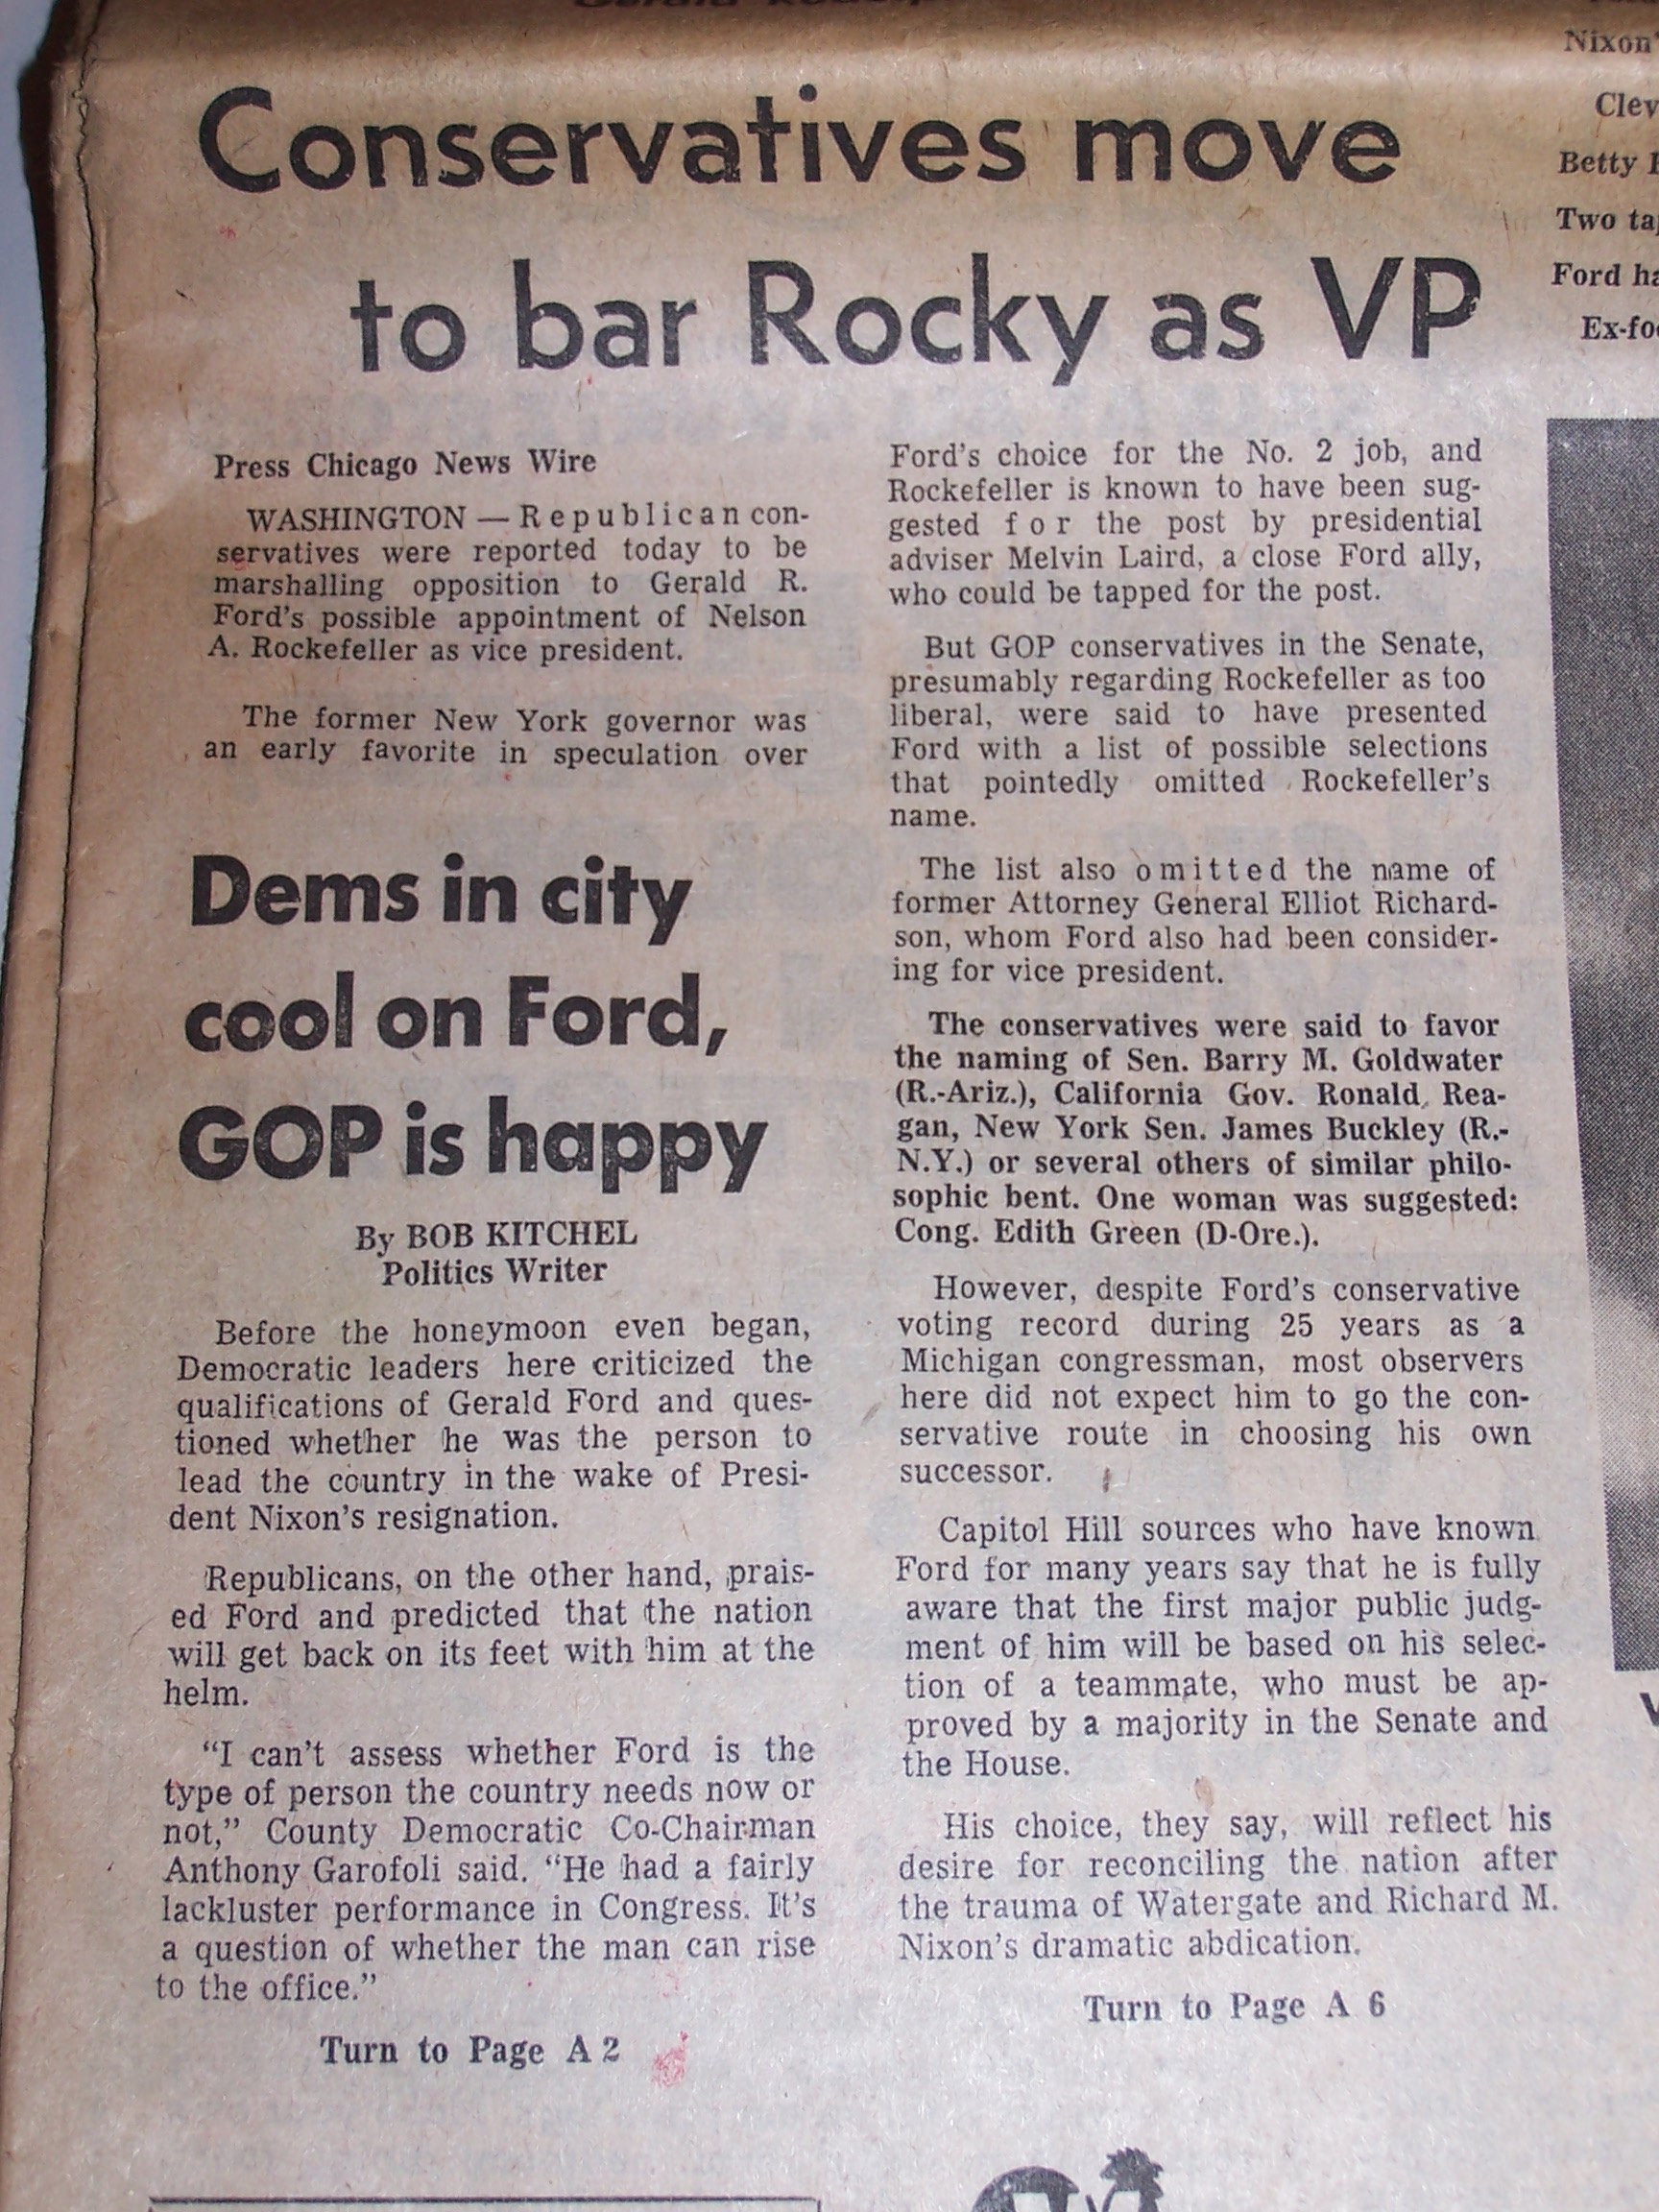 Conservatives move
to bar Rocky as VP
Press Chicago News Wire
WASHINGTON — Republican con-
servatives were reported today to be
marshalling opposition to Gerald R.
Ford's possible appointment of Nelson
A. Rockefeller as vice president.
The former New York governor was
an early favorite in speculation over
Ford's choice for the No. 2 job, and
Rockefeller is known to have been sug-
gested for the post by presidential
adviser Melvin Laird, a close Ford ally,
who could be tapped for the post.
But GOP conservatives in the Senate,
presumably regarding Rockefeller as too
liberal, were said to have presented
Ford with a list of possible selections
that pointedly omitted Rockefeller's
name.
The list also omitted the name of
former Attorney General Elliot Richard-
son, whom Ford also had been consider-
ing for vice president.
The conservatives were said to favor
the naming of Sen. Barry M. Goldwater
(R.-Ariz.), California Gov. Ronald Rea-
gan, New York Sen. James Buckley (R.-
N.Y.) or several others of similar philo-
sophic bent. One woman was suggested:
Cong. Edith Green (D-Ore.).
However, despite Ford's conservative
voting record during 25 years as a
Michigan congressman, most observers
here did not expect him to go the con-
servative route in choosing his own
successor.
Capitol Hill sources who have known
Ford for many years say that he is fully
aware that the first major public judg-
ment of him will be based on his selec-
tion of a teammate, who must be ap-
proved by a majority in the Senate and
the House.
His choice, they say, will reflect his
desire for reconciling the nation after
the trauma of Watergate and Richard M.
Nixon's dramatic abdication.
Turn to Page A 6
Dems in city
cool on Ford,
GOP is happy
By BOB KITCHEL
Politics Writer
Before the honeymoon even began,
Democratic leaders here criticized the
qualifications of Gerald Ford and ques-
tioned whether he was the person to
lead the country in the wake of Presi-
dent Nixon's resignation.
Republicans, on the other hand, prais-
ed Ford and predicted that the nation
will get back on its feet with him at the
helm.
"I can't assess whether Ford is the
type of person the country needs now or
not," County Democratic Co-Chairman
Anthony Garofoli said. "He had a fairly
lackluster performance in Congress. It's
a question of whether the man can rise
to the office."
Turn to Page A 2
Nixon'
Clev
Betty
Two
Ford